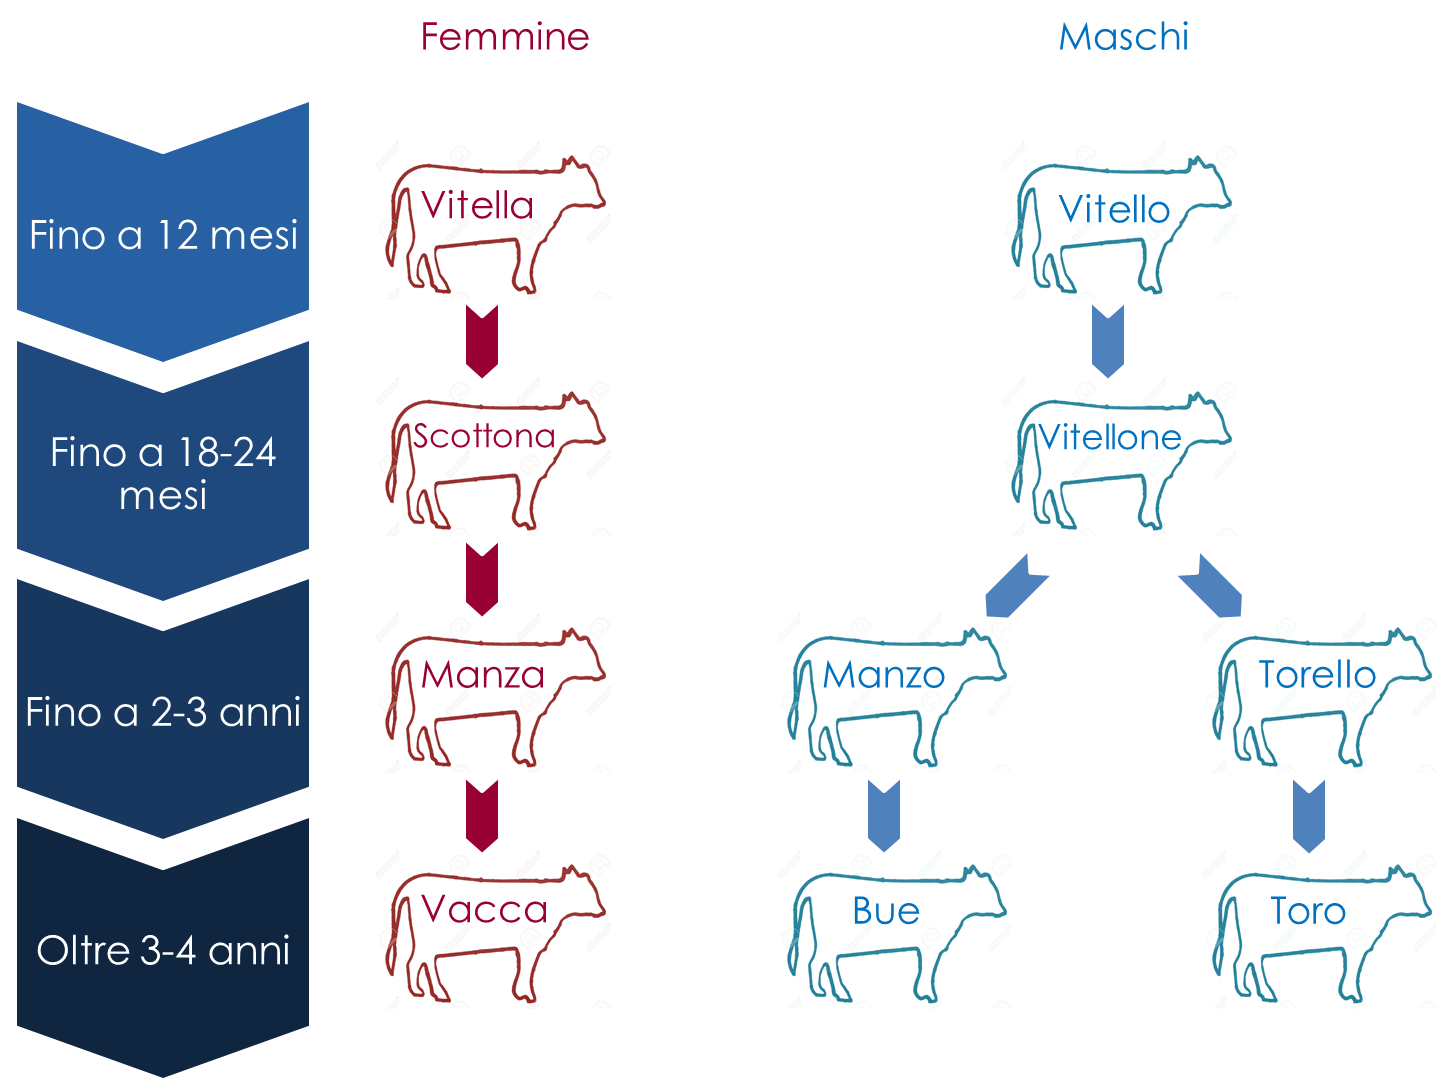 Femmine
Maschi
Fino a 12 mesi
Vitella
Vitello
Fino a 18-24
mesi
Scottona
Vitellone
Fino a 2-3 anni
Manza
Manzo
Torello
Oltre 3-4 anni
Vacca
Bue
Toro